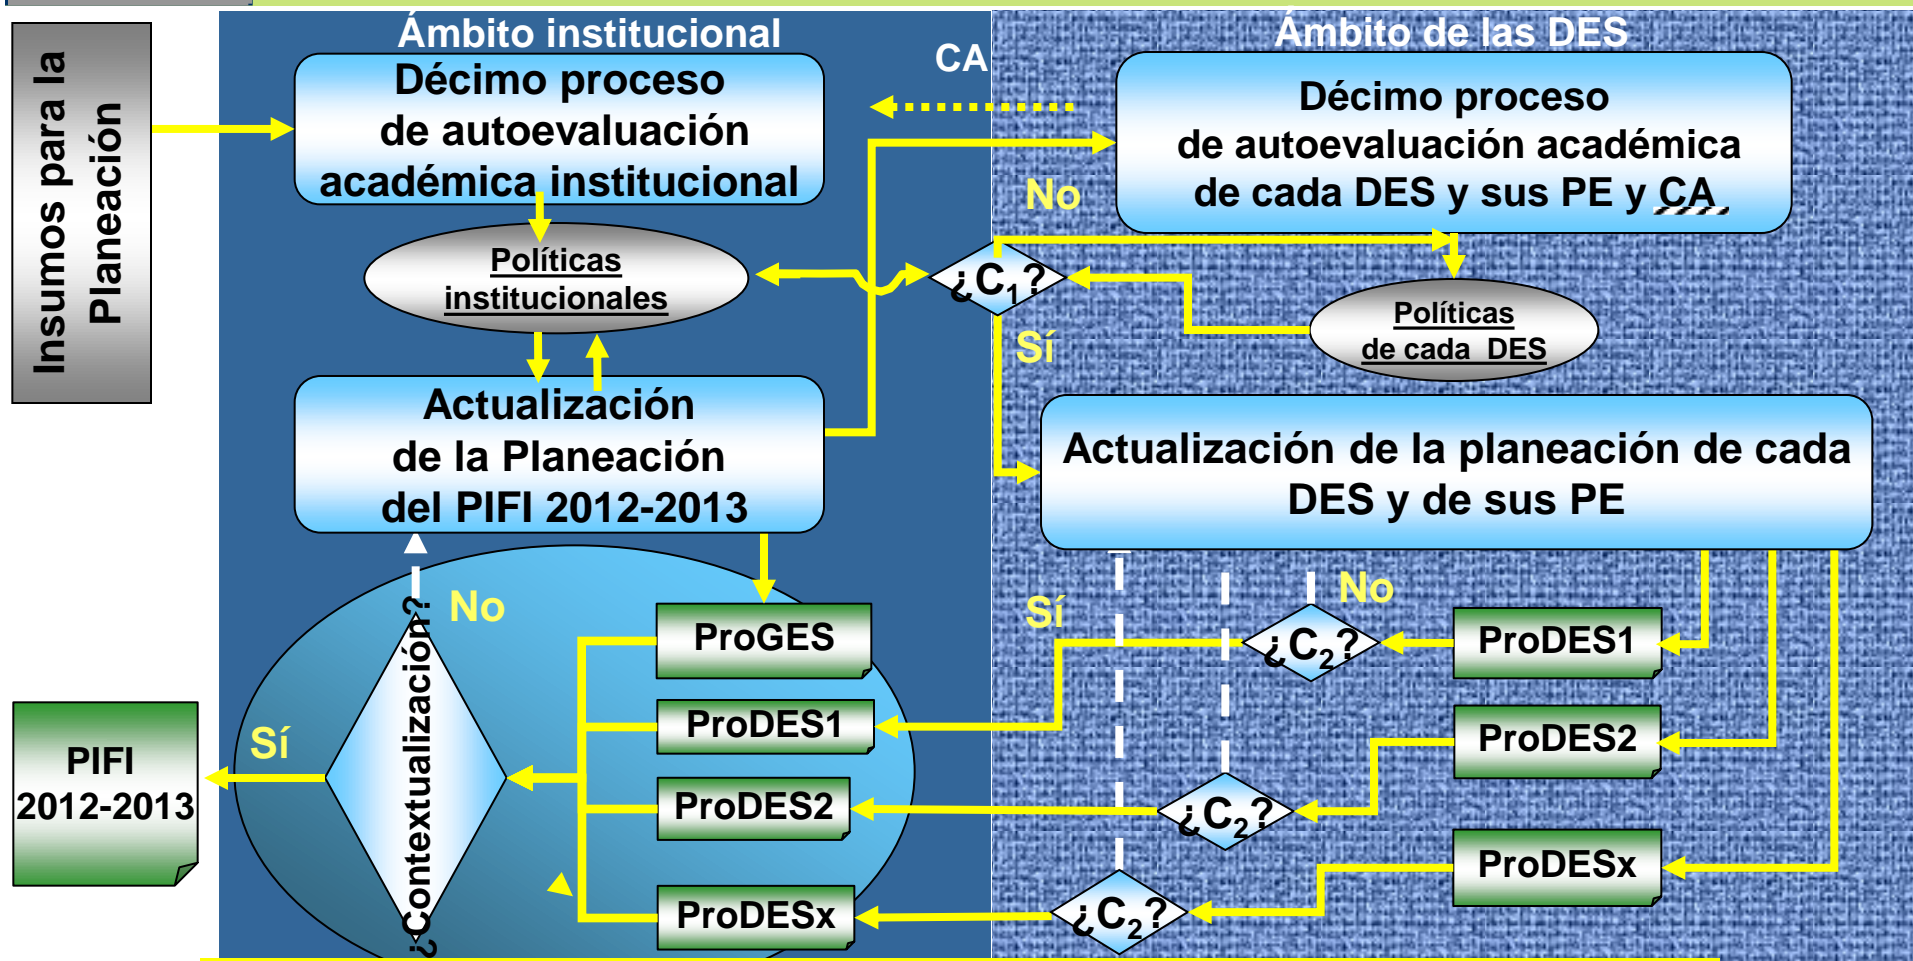 Insumos para la
Planeación
Ámbito institucional
Décimo proceso
de autoevaluación
académica institucional
Políticas
institucionales
Actualización
de la Planeación
del PIFI 2012-2013
CA
Ámbito de las DES
Décimo proceso
de autoevaluación académica
de cada DES y sus PE y CA
No
¿C1?
Sí
Políticas
de cada DES
Actualización de la planeación de cada
DES y de sus PE
No
¿Contextualización?
Sí
PIFI
2012-2013
ProGES
ProDES1
ProDES2
ProDESx
Sí
No
¿C2?
ProDES1
¿C2?
ProDES2
¿C2?
ProDESx